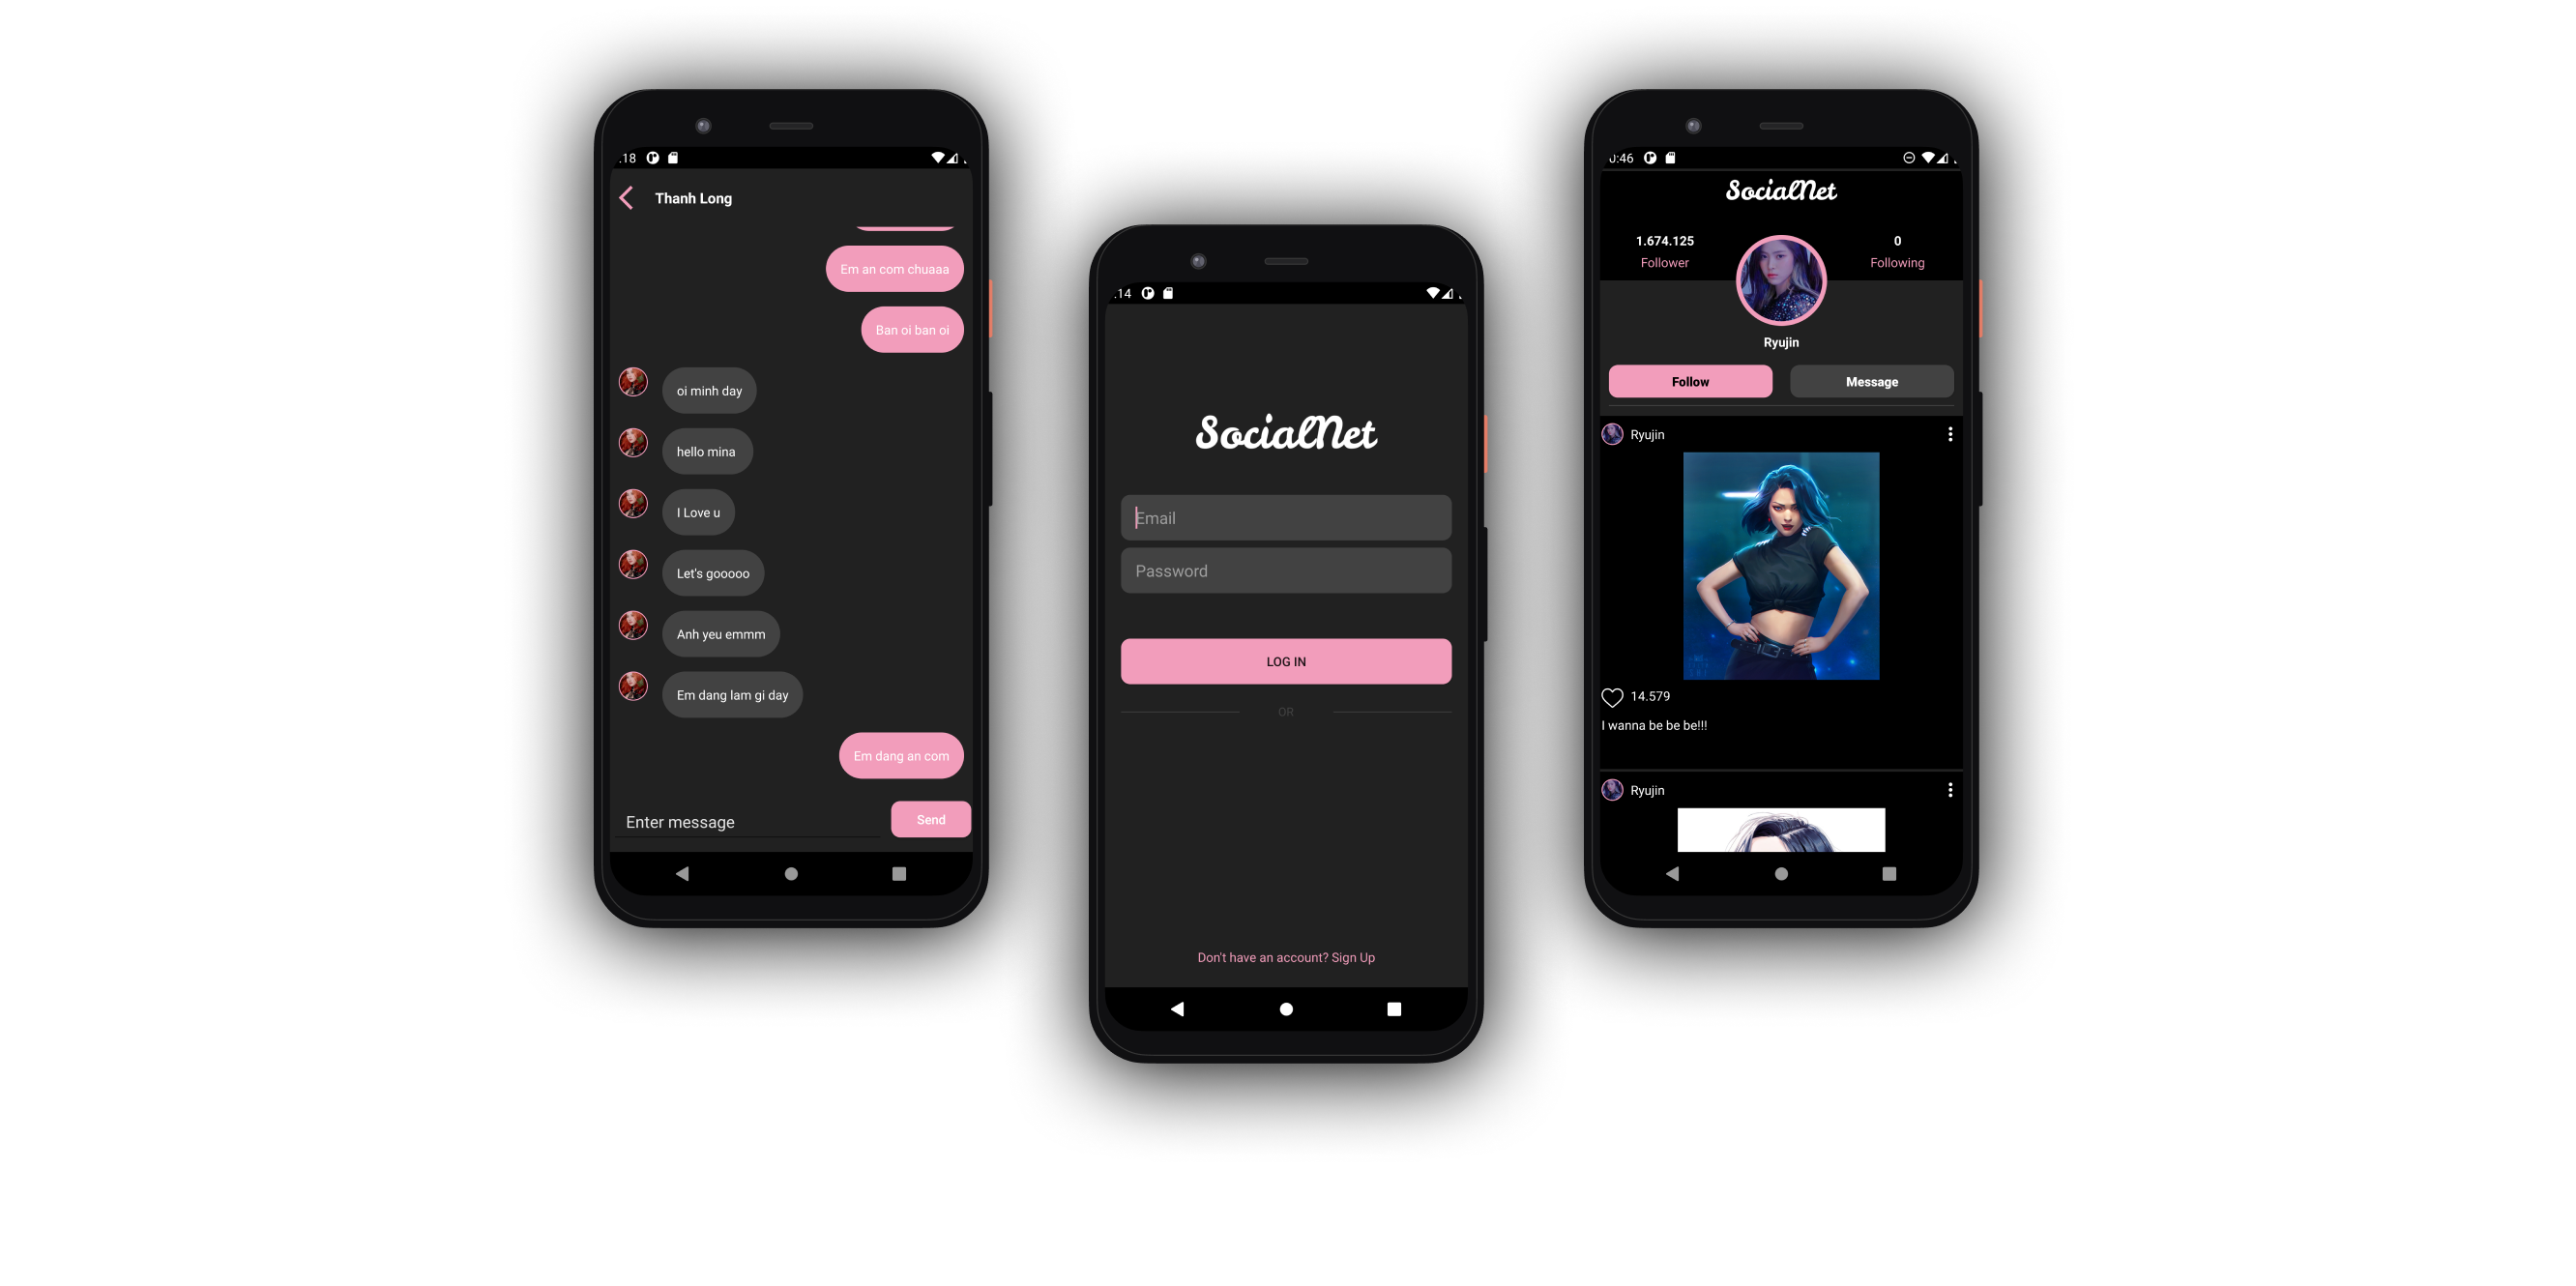 :18
Thanh Long
Em an com chuaaa
Ban oi ban oi
oi minh day
hello mina
I Love u
Let's gooooo
Anh yeu emmm
Em dang lam gi day
Em dang an com
Enter message
Send
:14
SocialNet
Email
Password
LOG IN
OR
Don't have an account? Sign Up
0:46
SocialNet
1.674.125
Follower
0
Following
Ryujin
Follow
Message
Ryujin
14.579
I wanna be be be!!!
Ryujin